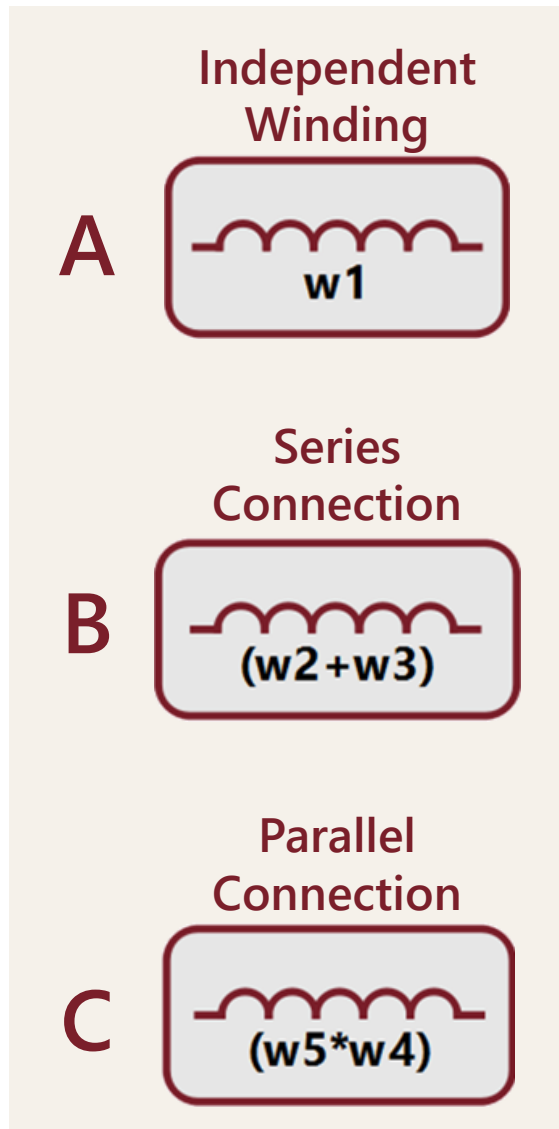 Independent
Winding
A
w1
Series
Connection
B
(w2+w3)
Parallel
Connection
C
(w5*w4)